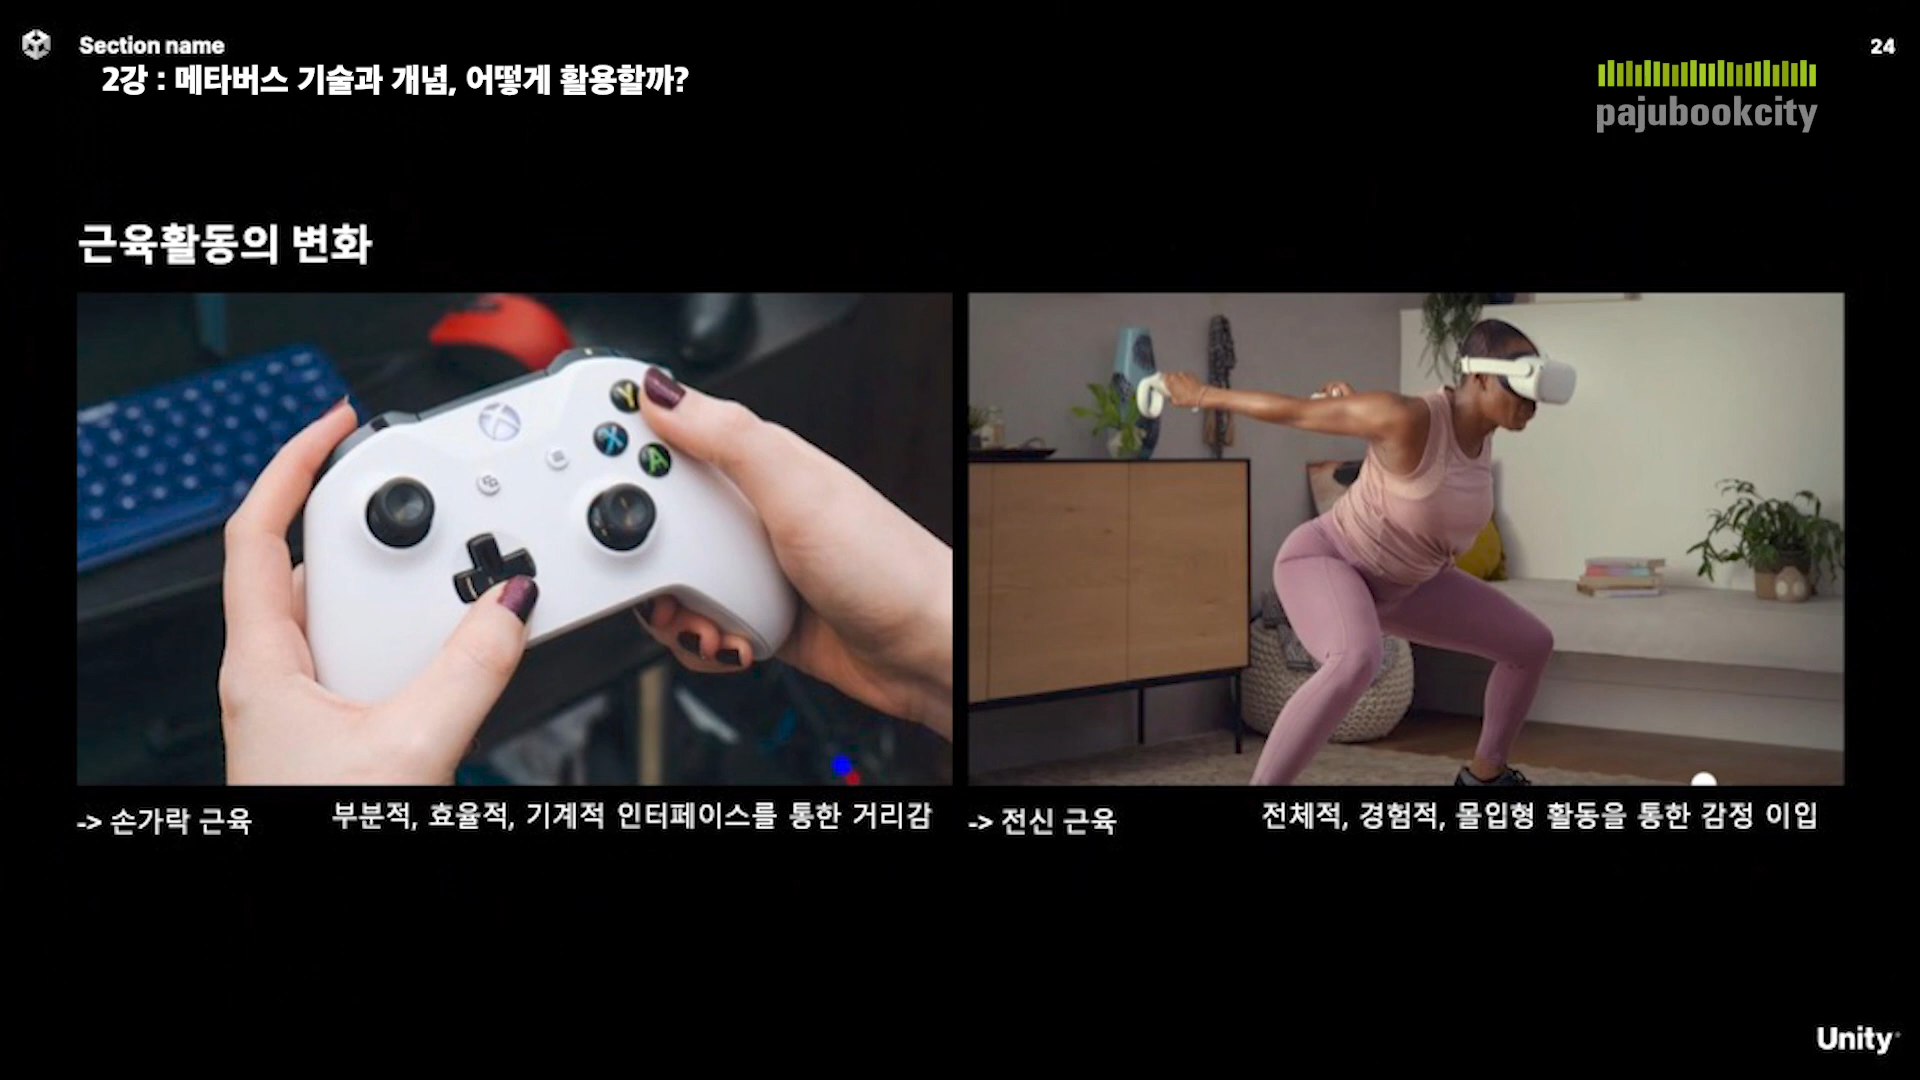 Section name
24
2강 : 메타버스 기술과 개념, 어떻게 활용할까?
pajubookcity
근육활동의 변화
Y
X
A
-> 손가락 근육
부분적, 효율적, 기계적 인터페이스를 통한 거리감
-> 전신 근육
전체적, 경험적, 몰입형 활동을 통한 감정 이입
Unity